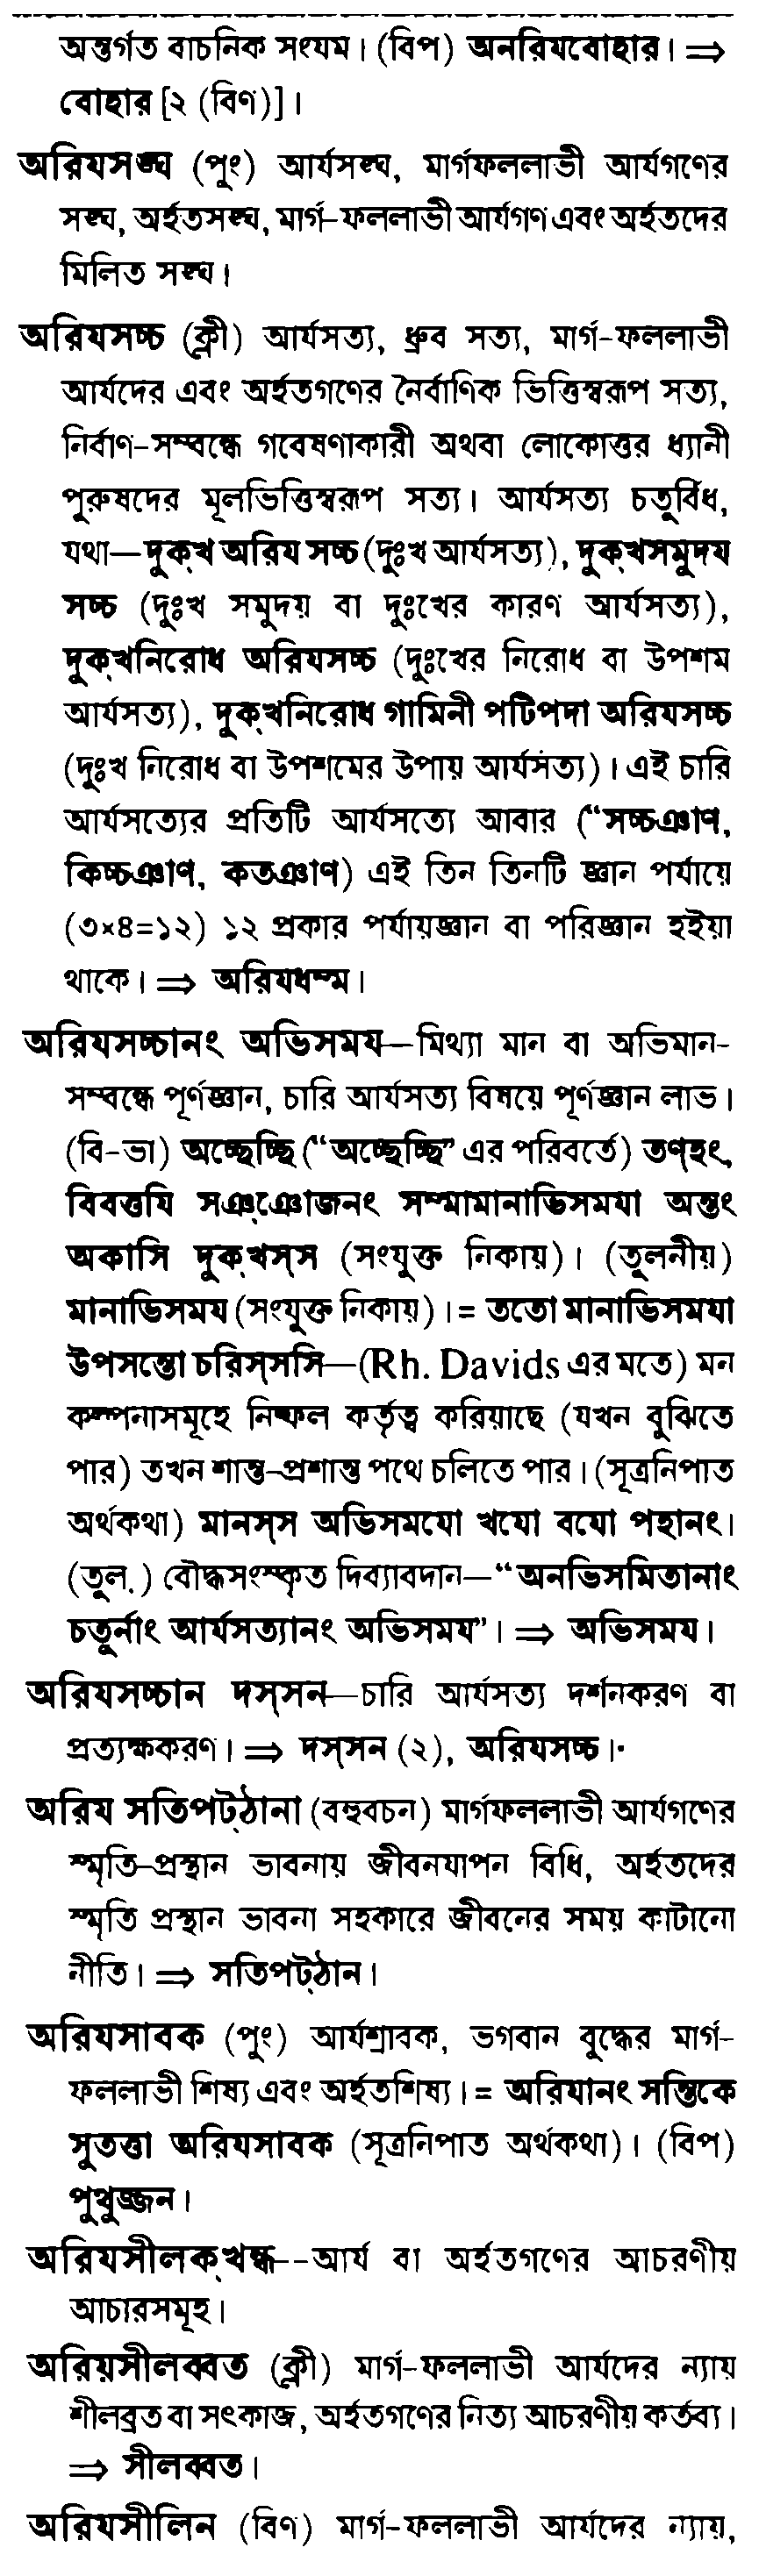 অন্তর্গত বাচনিক সংযম। (বিপ) অনরিযবোহার। ⇒
বোহার [২ (বিণ)]।
অরিযসঙ্ঘ (পুং) আর্যসঙ্ঘ, মার্গফললাভী আর্যগণের
সঙ্ঘ, অর্হতসঙ্ঘ, মার্গ-ফললাভী আর্যগণ এবং অর্হতদের
মিলিত সঙ্ঘ।
অরিযসচ্চ (ক্লী) আর্যসত্য, ধ্রুব সত্য, মার্গ-ফললাভী
আর্যদের এবং অর্হতগণের নৈর্বাণিক ভিত্তিস্বরূপ সত্য,
নির্বাণ-সম্বন্ধে গবেষণাকারী অথবা লোকোত্তর ধ্যানী
পুরুষদের মূলভিত্তিস্বরূপ সত্য। আর্যসত্য চতুর্বিধ,
যথা—দুক্‌খ অরিয সচ্চ (দুঃখ আর্যসত্য), দুক্‌খসমুদয
সচ্চ (দুঃখ সমুদয় বা দুঃখের কারণ আর্যসত্য),
দুক্‌খনিরোধ অরিযসচ্চ (দুঃখের নিরোধ বা উপশম
আর্যসত্য), দুক্‌খনিরোধ গামিনী পটিপদা অরিযসচ্চ
(দুঃখ নিরোধ বা উপশমের উপায় আর্যসত্য)। এই চারি
আর্যসত্যের প্রতিটি আর্যসত্যে আবার (“সচ্চঞাণ,
কিচ্চঞাণ, কতঞাণ) এই তিন তিনটি জ্ঞান পর্যায়ে
(৩×৪=১২) ১২ প্রকার পর্যায়জ্ঞান বা পরিজ্ঞান হইয়া
থাকে। ⇒ অরিযধম্ম।
অরিযসচ্চানং অভিসময—মিথ্যা মান বা অভিমান-
সম্বন্ধে পূর্ণজ্ঞান, চারি আর্যসত্য বিষয়ে পূর্ণজ্ঞান লাভ।
(বি-ভা) অচ্ছেচ্ছি (“অচ্ছেচ্ছি” এর পরিবর্তে) তণ্‌হং,
বিবত্তযি সঞ্‌ঞোজনং সম্মামানাভিসমযা অন্তং
অকাসি দুক্‌খস্‌স (সংযুক্ত নিকায়)। (তুলনীয়)
মানাভিসময (সংযুক্ত নিকায়)। = ততো মানাভিসমযা
উপসন্তো চরিস্‌সসি—(Rh. Davids এর মতে) মন
কল্পনাসমূহে নিষ্ফল কর্তৃত্ব করিয়াছে (যখন বুঝিতে
পার) তখন শান্ত-প্রশান্ত পথে চলিতে পার। (সূত্রনিপাত
অর্থকথা) মানস্‌স অভিসমযো খযো বযো পহানং।
(তুল.) বৌদ্ধসংস্কৃত দিব্যাবদান—“অনভিসমিতানাং
চতুর্নাং আর্যসত্যানং অভিসময”। ⇒ অভিসময।
অরিযসচ্চান দস্‌সন—চারি আর্যসত্য দর্শনকরণ বা
প্রত্যক্ষকরণ। ⇒ দস্‌সন (২), অরিযসচ্চ।
অরিয সতিপট্‌ঠানা (বহুবচন) মার্গফললাভী আর্যগণের
স্মৃতি-প্রস্থান ভাবনায় জীবনযাপন বিধি, অর্হতদের
স্মৃতি প্রস্থান ভাবনা সহকারে জীবনের সময় কাটানো
নীতি। ⇒ সতিপট্‌ঠান।
অরিযসাবক (পুং) আর্যশ্রাবক, ভগবান বুদ্ধের মার্গ-
ফললাভী শিষ্য এবং অর্হতশিষ্য। = অরিযানং সন্তিকে
সুতত্তা অরিযসাবক (সূত্রনিপাত অর্থকথা)। (বিপ)
পুথুজ্জন।
অরিযসীলক্‌খন্ধ--আর্য বা অর্হতগণের আচরণীয়
আচারসমূহ।
অরিয়সীলব্বত (ক্লী) মার্গ-ফললাভী আর্যদের ন্যায়
শীলব্রত বা সৎকাজ, অর্হতগণের নিত্য আচরণীয় কর্তব্য।
⇒ সীলব্বত।
অরিযসীলিন (বিণ) মার্গ-ফললাভী আর্যদের ন্যায়,